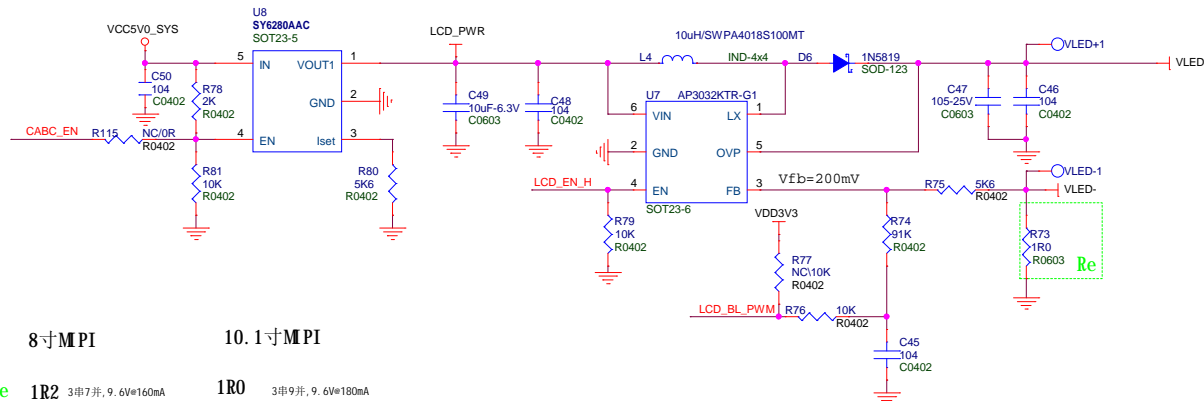 U8
SY6280AAC
SOT23-5
VCC5V0_SYS
5
IN
VOUT1
1
GND
2
4
EN
Iset
3
C50
104
C0402
R78
2K
R0402
CABC_EN
R115
NC/0R
R0402
R81
10K
R0402
R80
5K6
R0402
LCD_PWR
C49
10uF-6.3V
C0603
C48
104
C0402
10uH/SWPA4018S100MT
L4
IND-4x4
D6
1N5819
SOD-123
U7
AP3032KTR-G1
6
VIN
LX
1
2
GND
OVP
5
4
EN
FB
3
SOT23-6
LCD_EN_H
R79
10K
R0402
Vfb=200mV
VDD3V3
R77
NC\10K
R0402
LCD_BL_PWM
R76
10K
R0402
R74
91K
R0402
C45
104
C0402
R75
5K6
R0402
C47
105-25V
C0603
C46
104
C0402
VLED+1
VLED
VLED-1
VLED-
R73
1R0
R0603
Re
8寸MIPI
10.1寸MIPI
e 1R2 3串7并,9.6V@160mA
1R0 3串9并,9.6V@180mA